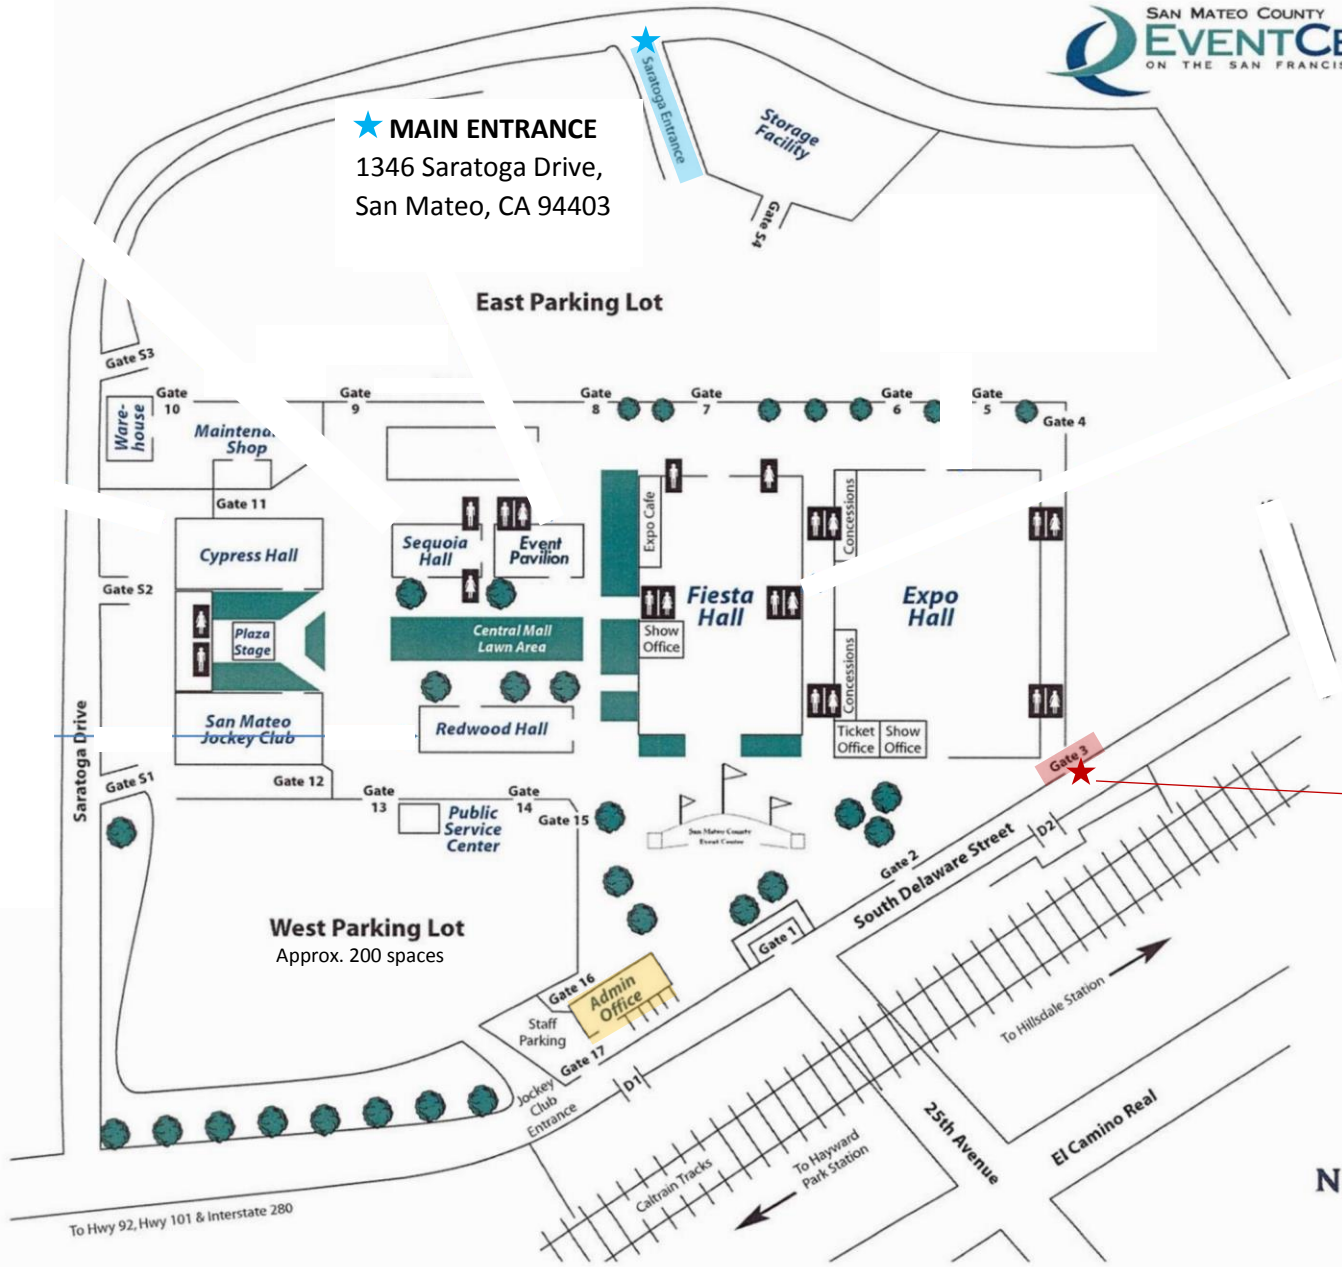 SAN MATEO COUNTY
EVENTCE
ON THE SAN FRANCIS
Saratoga Entrance
MAIN ENTRANCE
1346 Saratoga Drive,
San Mateo, CA 94403
Storage
Facility
Gate S4
East Parking Lot
Gate S3
Gate
10
Gate
9
Gate
8
Gate
7
Gate
6
Gate
5
Gate 4
Ware-
house
Maintena
Shop
Gate 11
Cypress Hall
Sequoia
Hall
Event
Pavilion
Expo Cafe
Concessions
Fiesta
Hall
Expo
Hall
Gate S2
Plaza
Stage
Central Mall
Lawn Area
Show
Office
Concessions
San Mateo
Jockey Club
Redwood Hall
Ticket
Office
Show
Office
Saratoga Drive
Gate S1
Gate 12
Gate
13
Gate
14
Gate 15
Public
Service
Center
San Mateo County
Event Center
Gate 3
Gate 2
South Delaware Street
D2
West Parking Lot
Approx. 200 spaces
Gate 1
Gate 16
Admin
Office
Staff
Parking
Gate 17
D1
Jockey
Club
Entrance
To Hillsdale Station
25th Avenue
El Camino Real
To Hayward
Park Station
Caltrain Tracks
To Hwy 92, Hwy 101 & Interstate 280
N